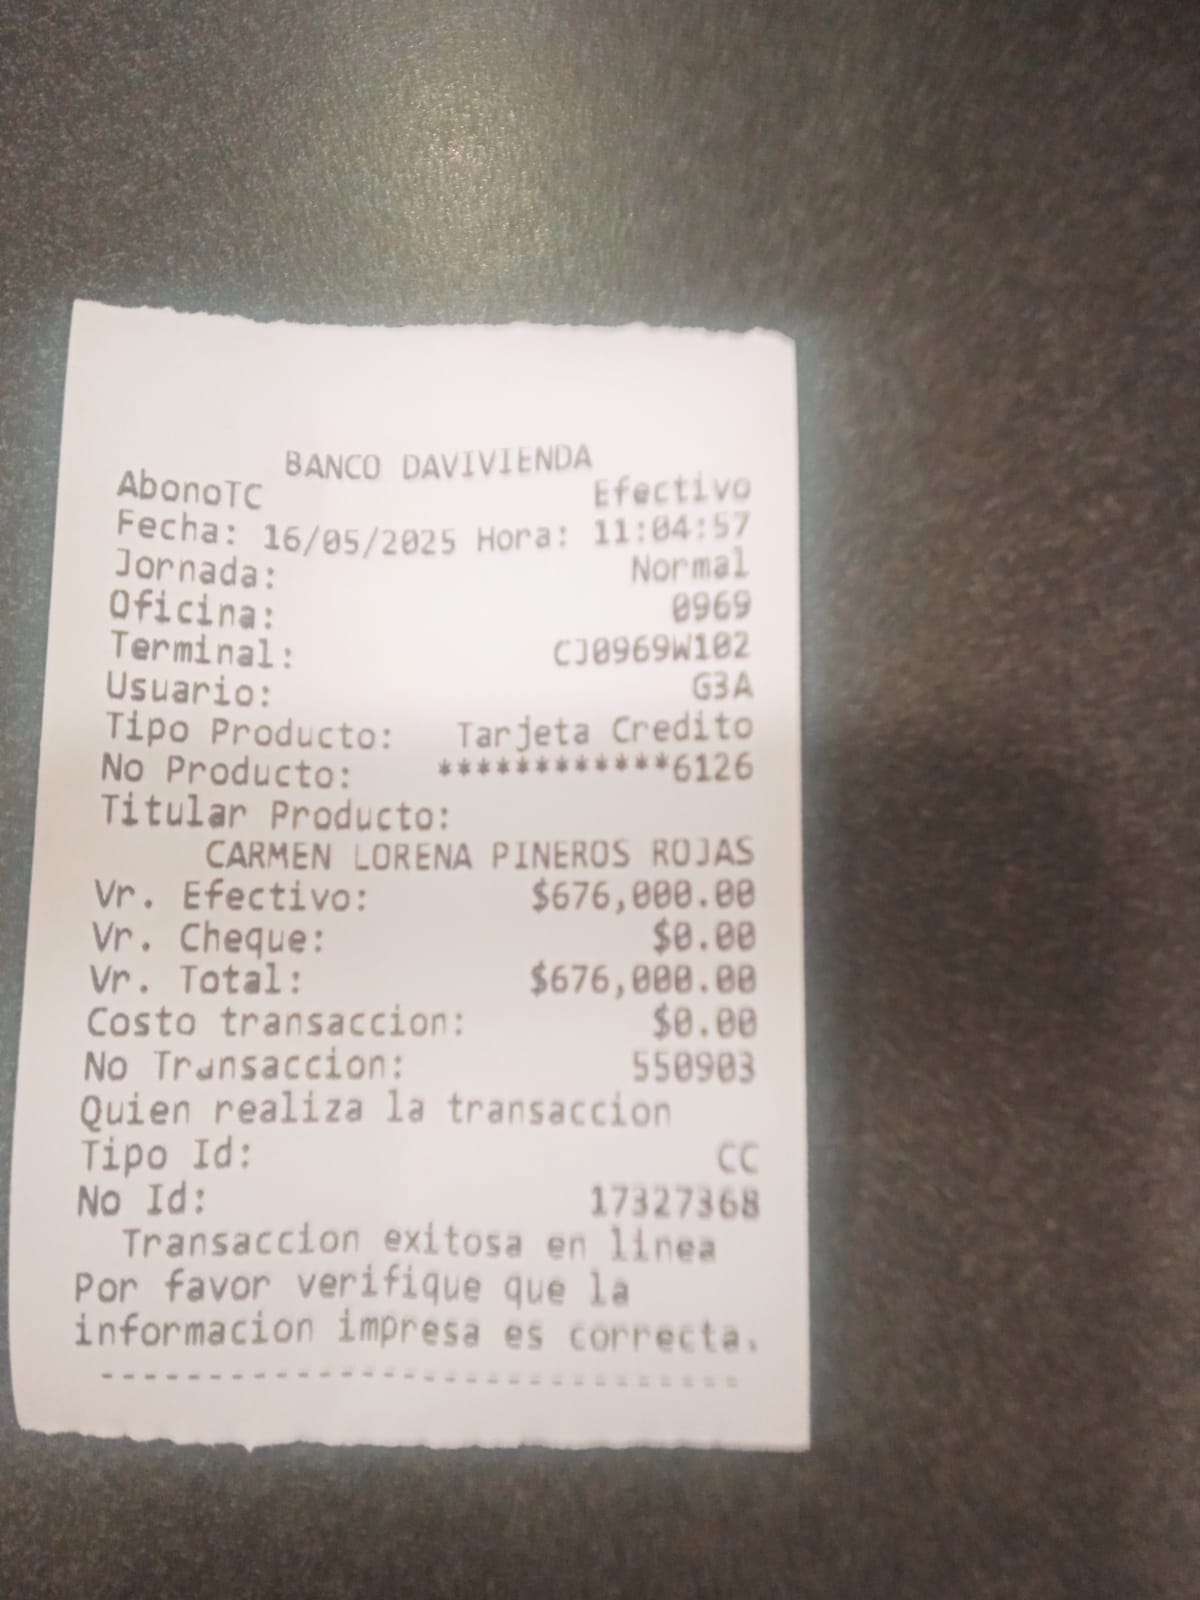 BANCO DAVIVIENDA
AbonoTC Efectivo
Fecha: 16/05/2025 Hora: 11:04:57
Jornada: Normal
Oficina: 0969
Terminal: CJ0969W102
Usuario: G3A
Tipo Producto: Tarjeta Credito
No Producto: ************6126
Titular Producto:
CARMEN LORENA PINEROS ROJAS
Vr. Efectivo: $676,000.00
Vr. Cheque: $0.00
Vr. Total: $676,000.00
Costo transaccion: $0.00
No Transaccion: 550903
Quien realiza la transaccion
Tipo Id: CC
No Id: 17327368
Transaccion exitosa en linea
Por favor verifique que la
informacion impresa es correcta.
------------------------------